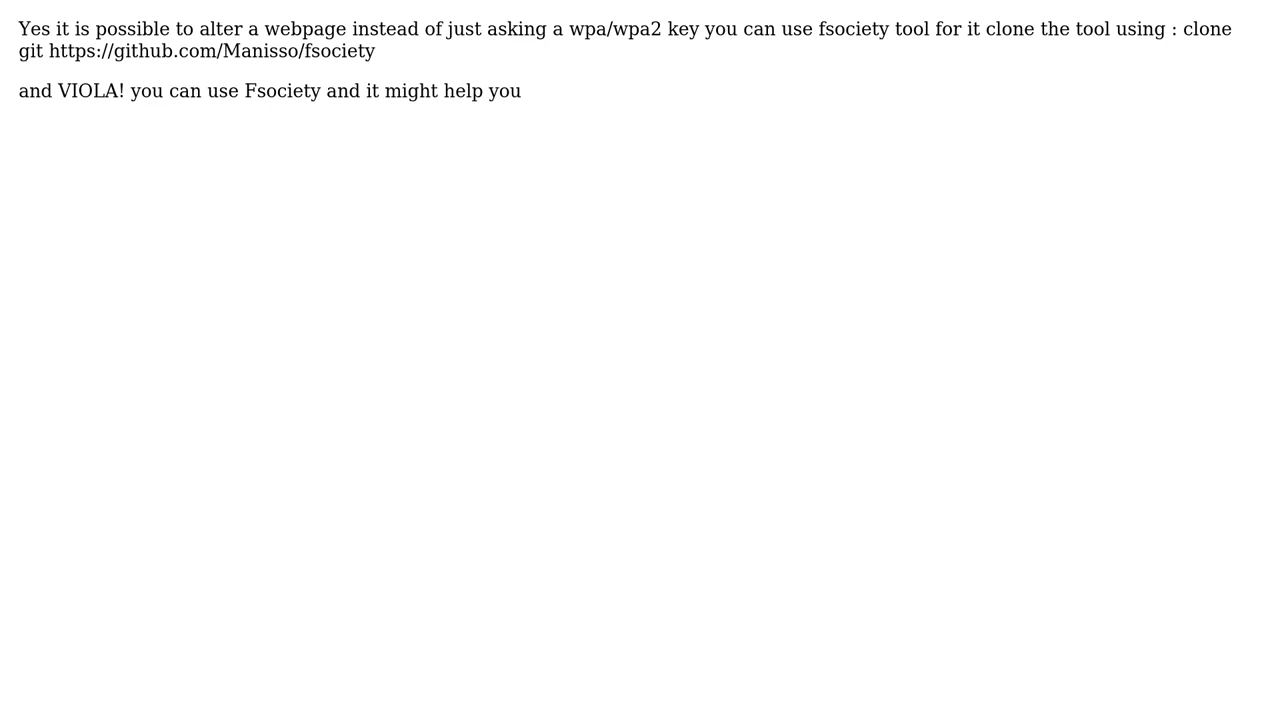 Yes it is possible to alter a webpage instead of just asking a wpa/wpa2 key you can use fsociety tool for it clone the tool using : clone
git https://github.com/Manisso/fsociety
and VIOLA! you can use Fsociety and it might help you